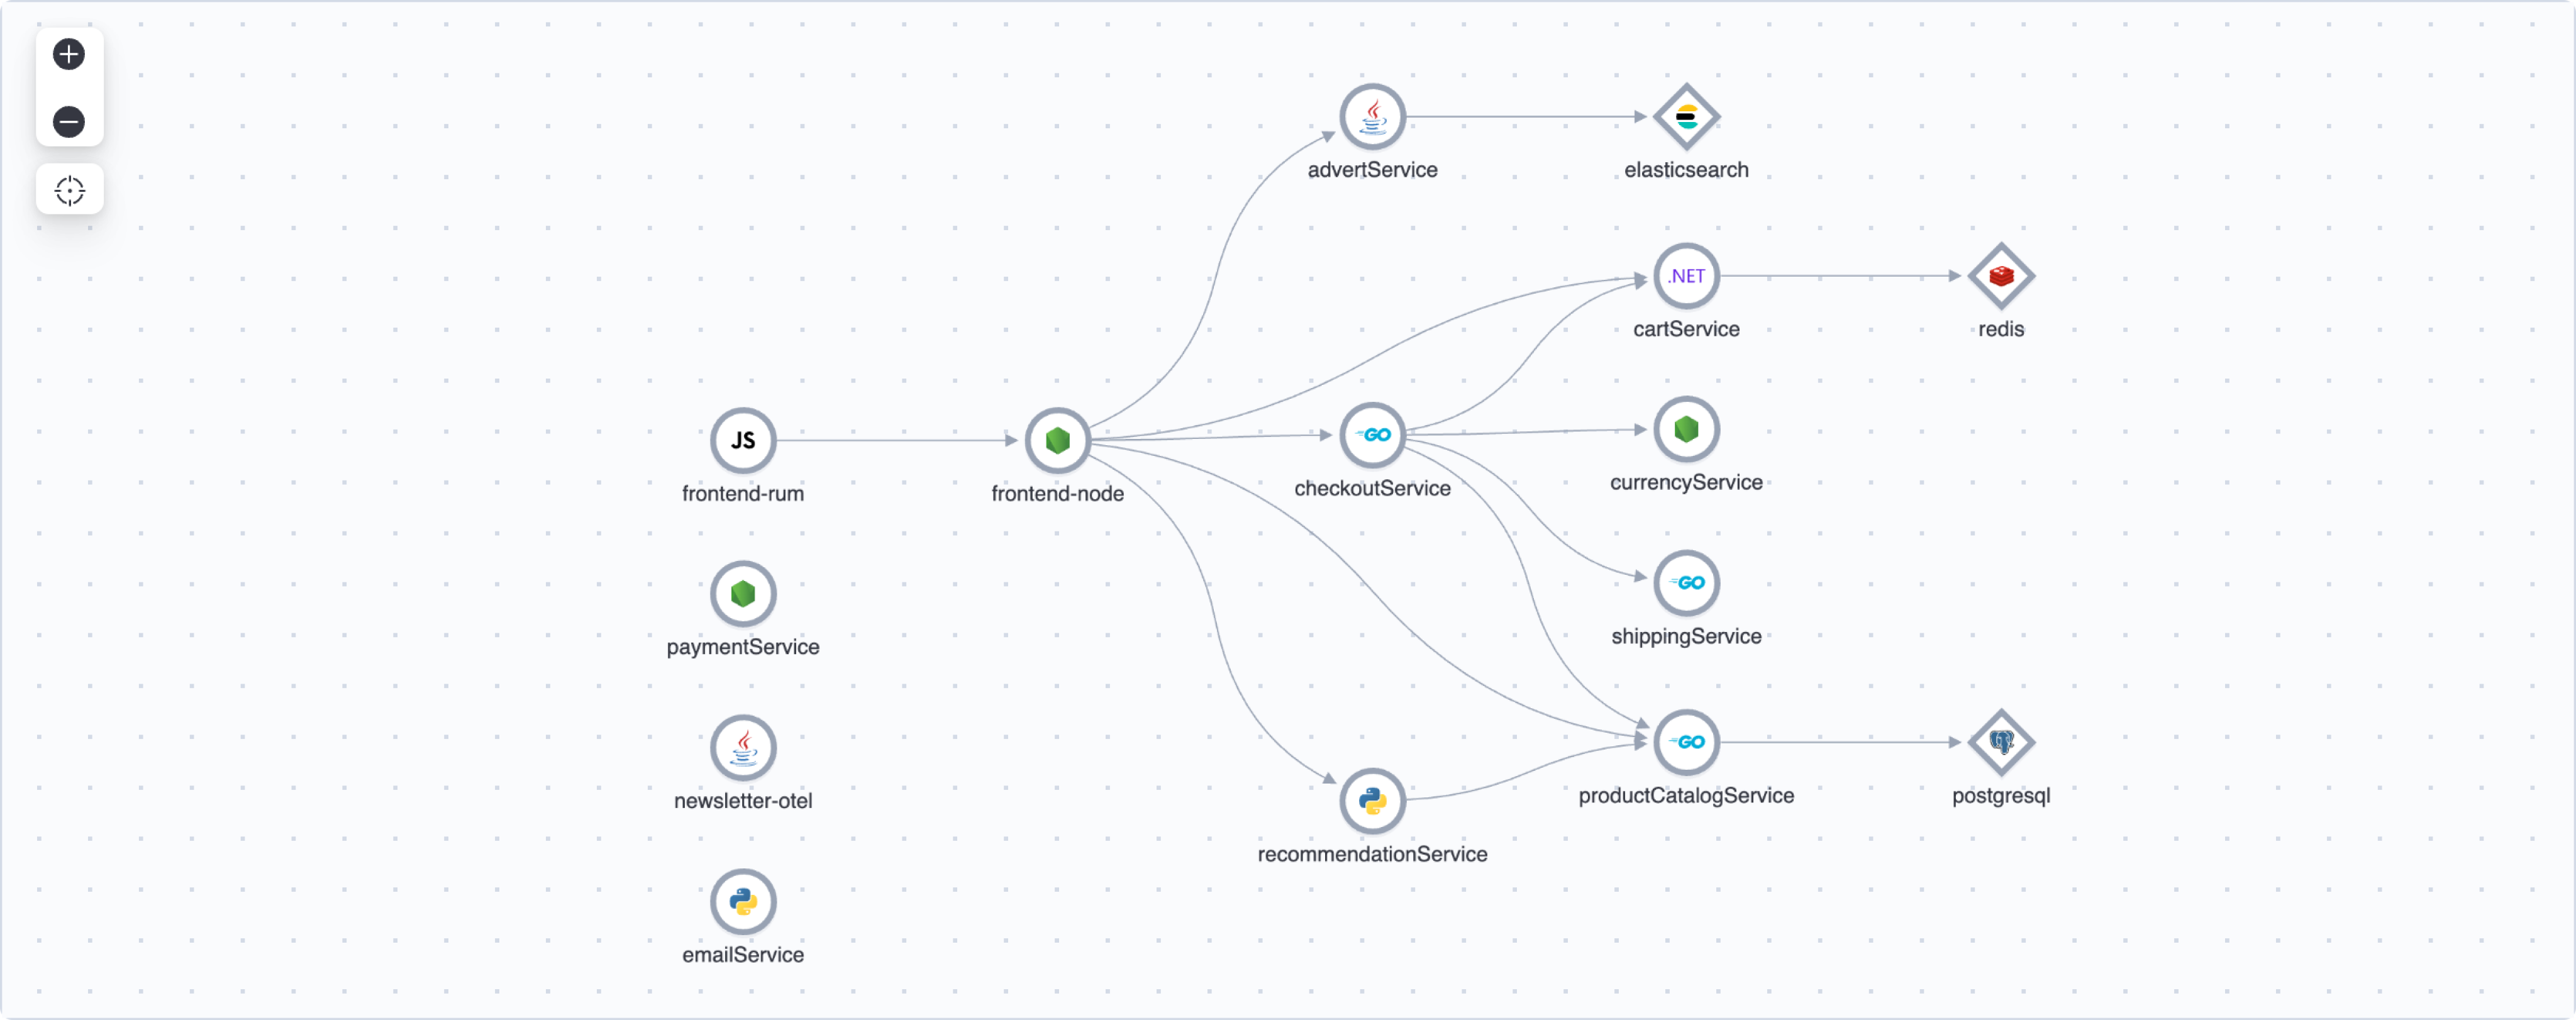 advertService
elasticsearch
.NET
cartService
redis
JS
frontend-rum
frontend-node
GO
checkoutService
currencyService
paymentService
GO
shippingService
newsletter-otel
GO
productCatalogService
postgresql
recommendationService
emailService